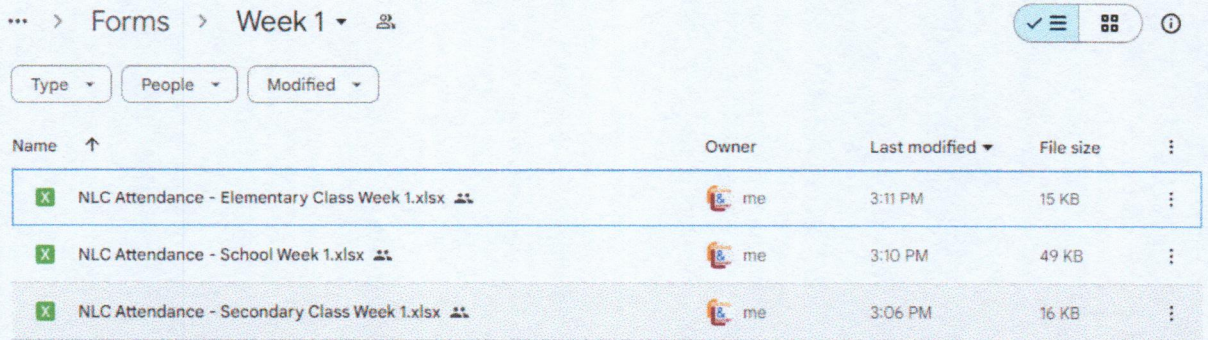 ... > Forms > Week 1
Type People Modified
Name Owner Last modified File size
NLC Attendance - Elementary Class Week 1.xlsx me 3:11 PM 15 KB
NLC Attendance - School Week 1.xlsx me 3:10 PM 49 KB
NLC Attendance - Secondary Class Week 1.xlsx me 3:06 PM 16 KB